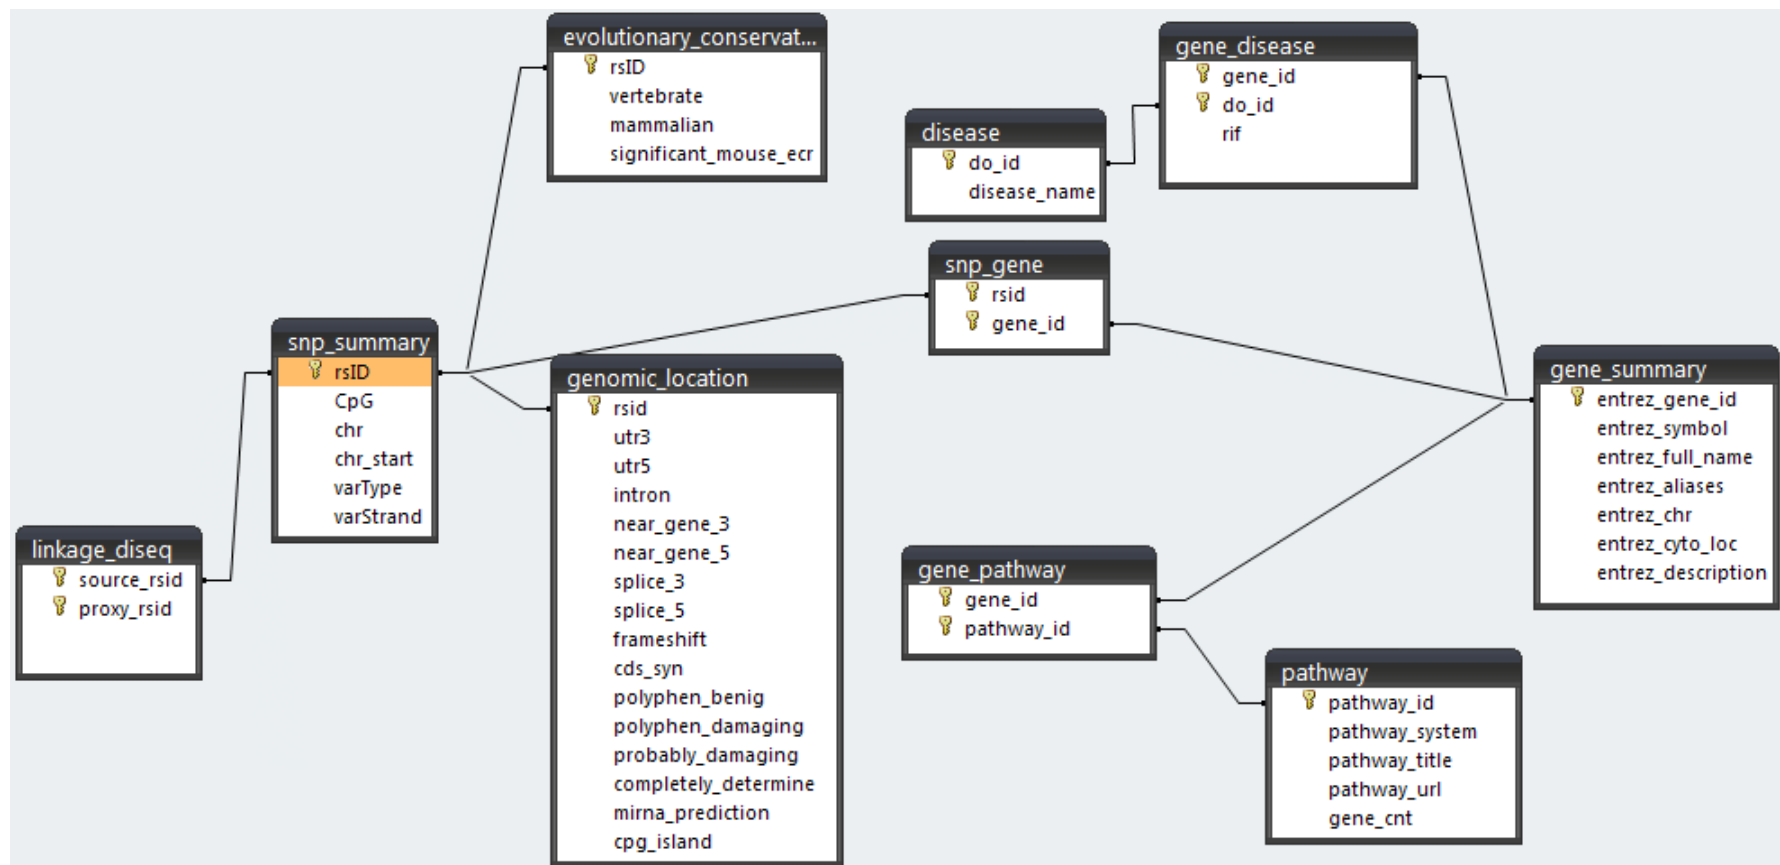 evolutionary_conservat...
rsID
vertebrate
mammalian
significant_mouse_ecr
gene_disease
gene_id
do_id
rif
disease
do_id
disease_name
snp_gene
rsid
gene_id
snp_summary
rsID
CpG
chr
chr_start
varType
varStrand
genomic_location
rsid
utr3
utr5
intron
near_gene_3
near_gene_5
splice_3
splice_5
frameshift
cds_syn
polyphen_benig
polyphen_damaging
probably_damaging
completely_determine
mirna_prediction
cpg_island
gene_summary
entrez_gene_id
entrez_symbol
entrez_full_name
entrez_aliases
entrez_chr
entrez_cyto_loc
entrez_description
linkage_diseq
source_rsid
proxy_rsid
gene_pathway
gene_id
pathway_id
pathway
pathway_id
pathway_system
pathway_title
pathway_url
gene_cnt